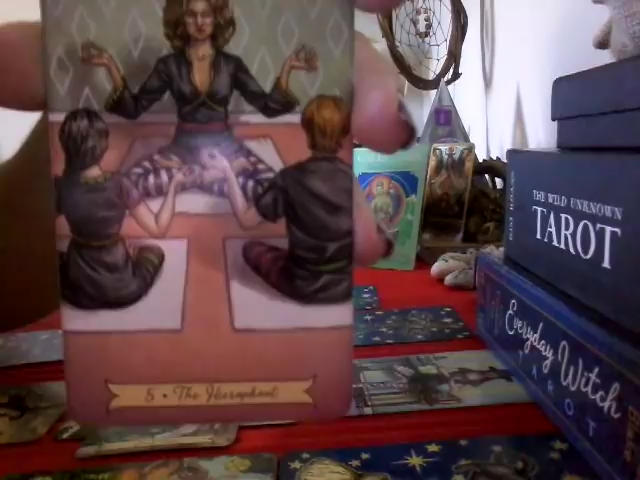 5 • The Hierophant
THE WILD UNKNOWN
TAROT
Everyday Witch
TAROT